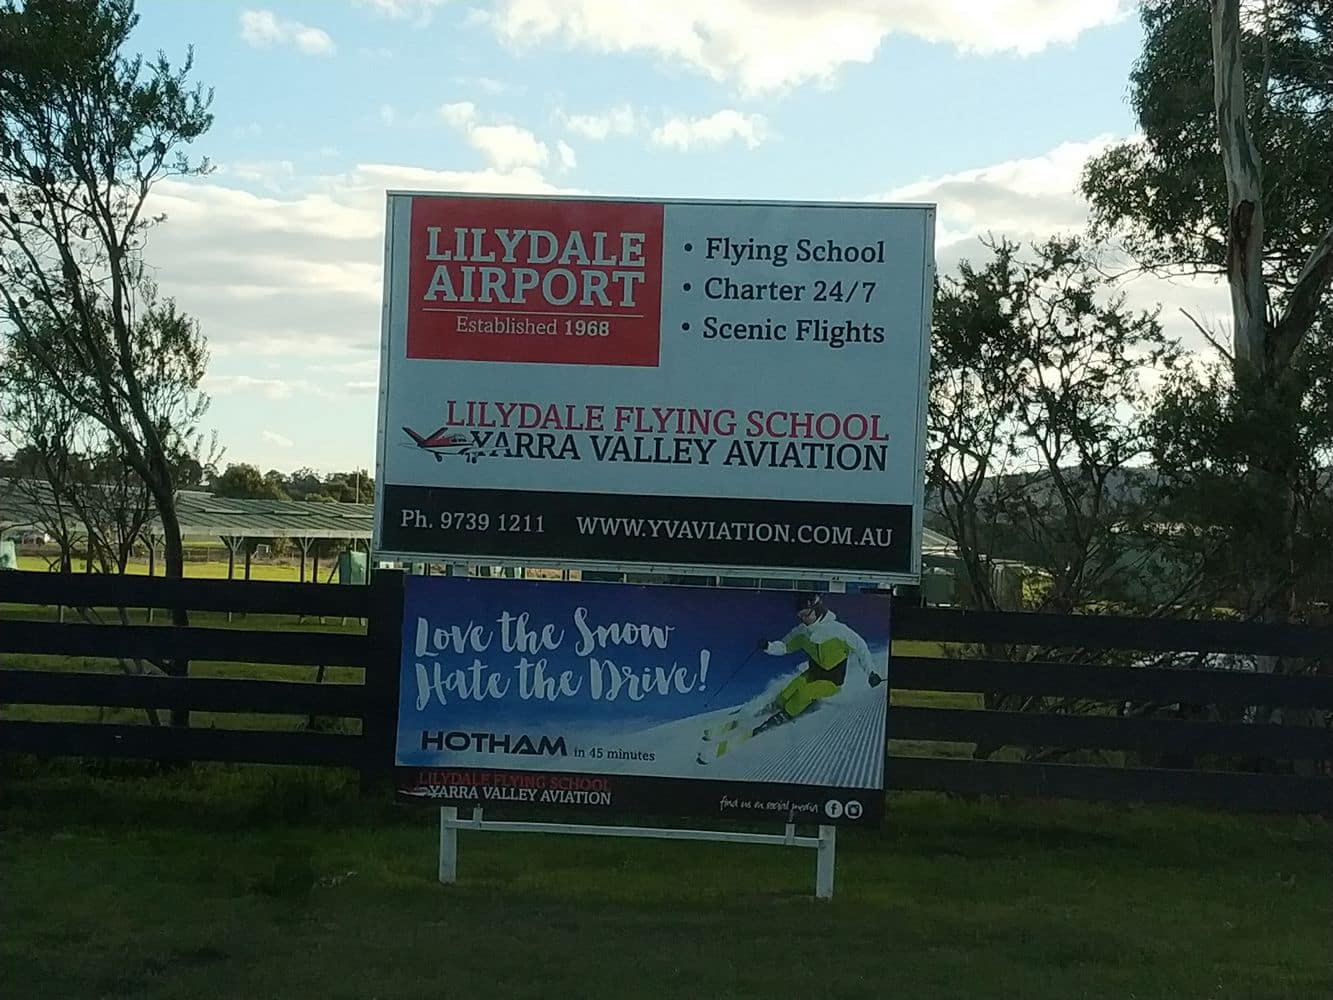 LILYDALE
AIRPORT
Established 1968
• Flying School
• Charter 24/7
• Scenic Flights
LILYDALE FLYING SCHOOL
YARRA VALLEY AVIATION
Ph. 9739 1211 WWW.YVAVIATION.COM.AU
Love the Snow
Hate the Drive!
HOTHAM in 45 minutes
LILYDALE FLYING SCHOOL
YARRA VALLEY AVIATION
find us on social media